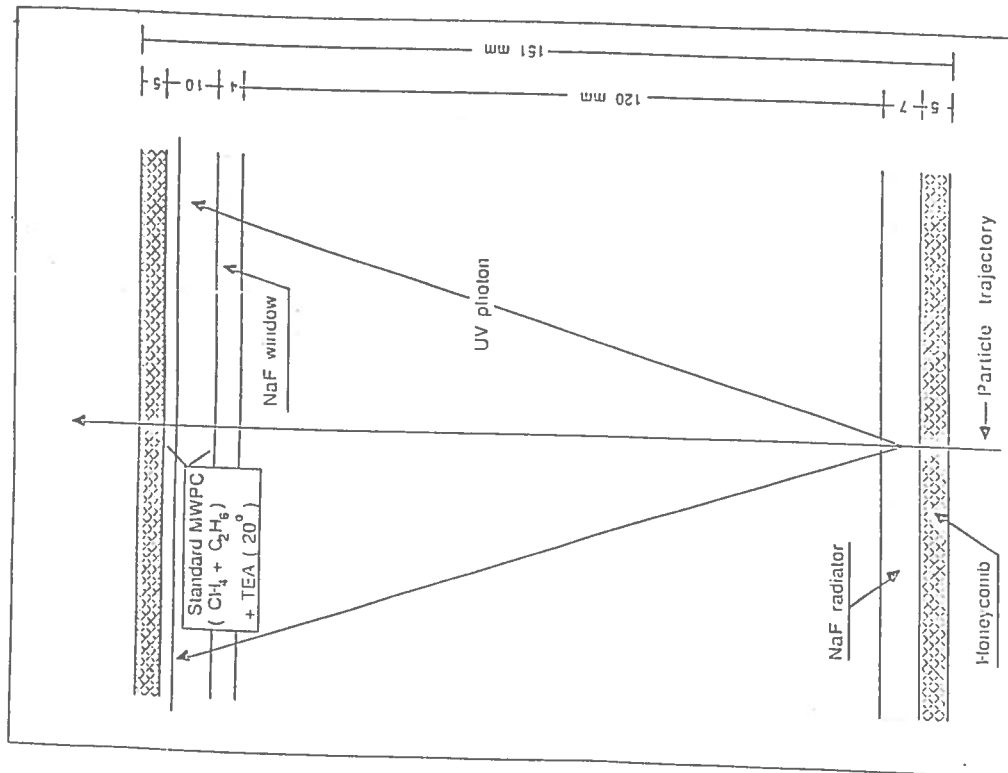 5
10
4
120 mm
7
5
151 mm
NaF window
UV photon
Standard MWPC
( CH₄ + C₂H₆ )
+ TEA ( 20° )
NaF radiator
Honeycomb
Particle trajectory